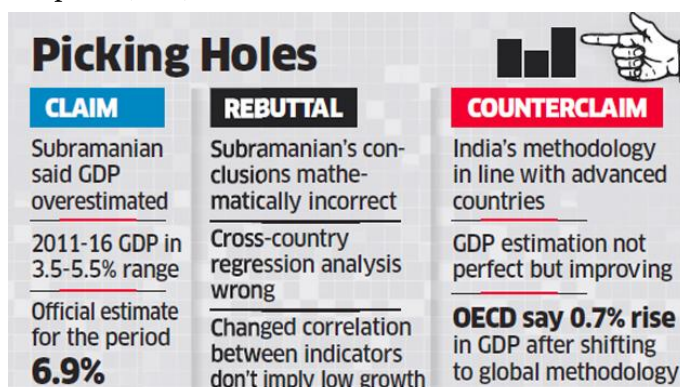 Picking Holes
CLAIM
Subramanian
said GDP
overestimated
2011-16 GDP in
3.5-5.5% range
Official estimate
for the period
6.9%
REBUTTAL
Subramanian's con-
clusions mathe-
matically incorrect
Cross-country
regression analysis
wrong
Changed correlation
between indicators
don't imply low growth
COUNTERCLAIM
India's methodology
in line with advanced
countries
GDP estimation not
perfect but improving
OECD say 0.7% rise
in GDP after shifting
to global methodology